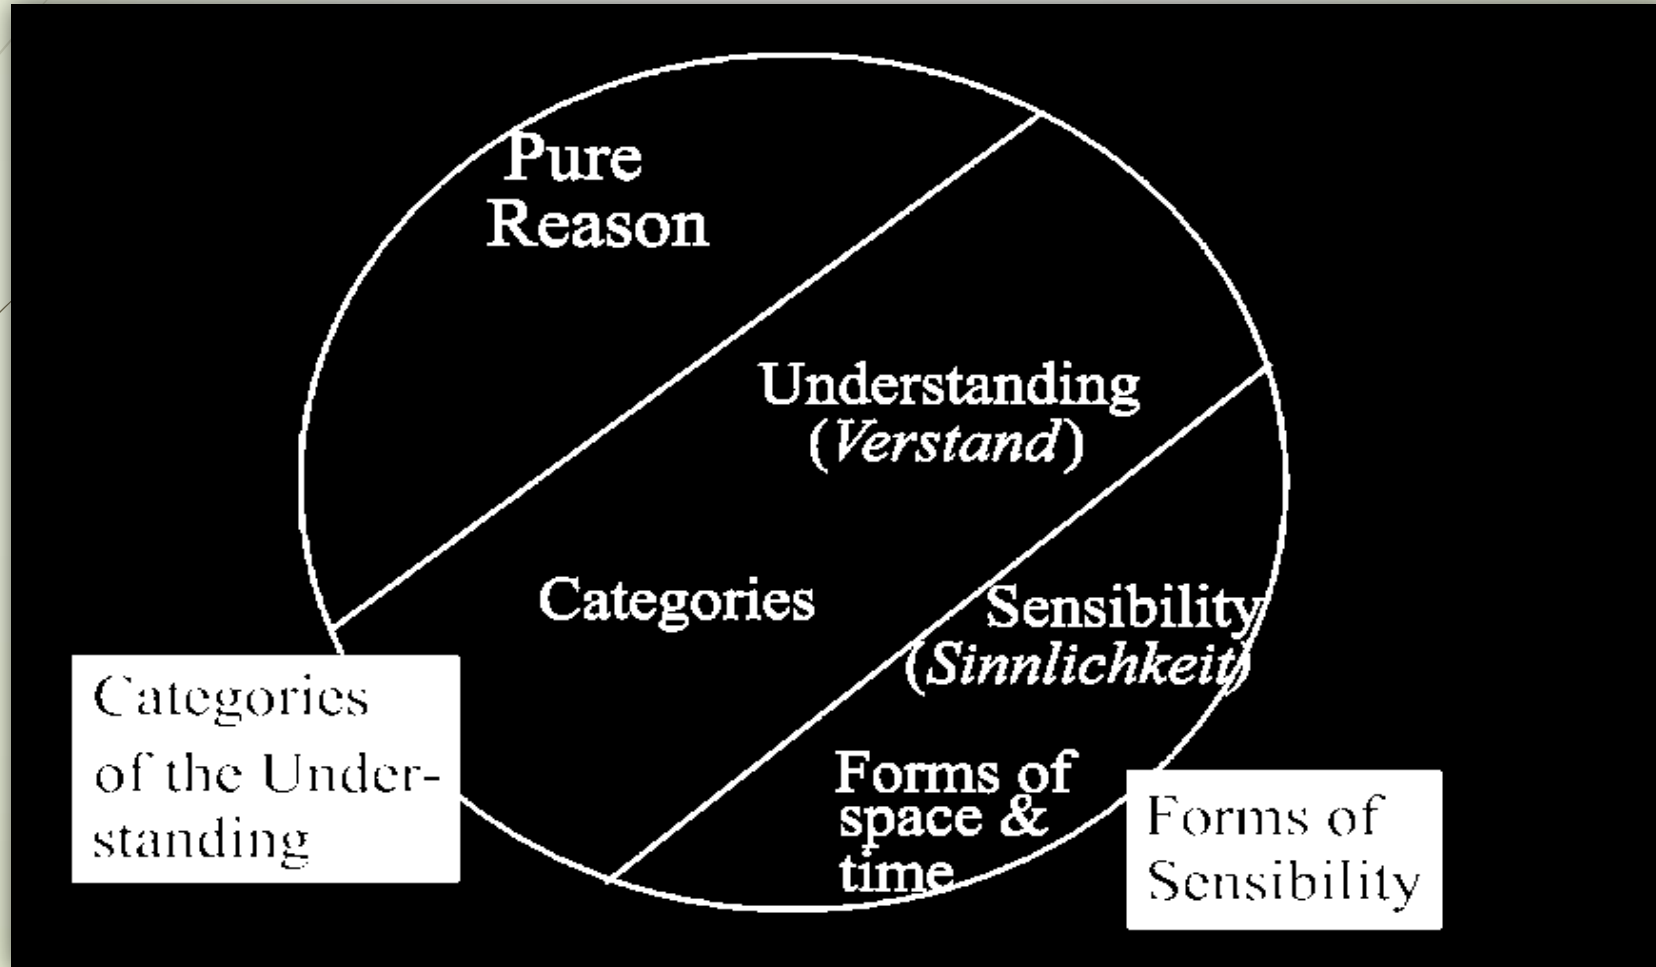 Pure
Reason
Understanding
(Verstand)
Categories
Sensibility
(Sinnlichkeit)
Categories
of the Under-
standing
Forms of
space &
time
Forms of
Sensibility